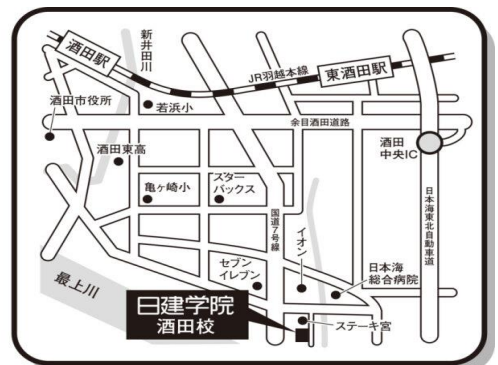 酒田駅
新井田川
JR羽越本線
東酒田駅
若浜小
酒田市役所
余目酒田道路
酒田東高
酒田
中央IC
亀ヶ崎小
スター
バックス
国道7号線
イオン
日本海東北自動車道
セブン
イレブン
日本海
総合病院
最上川
日建学院
酒田校
ステーキ宮